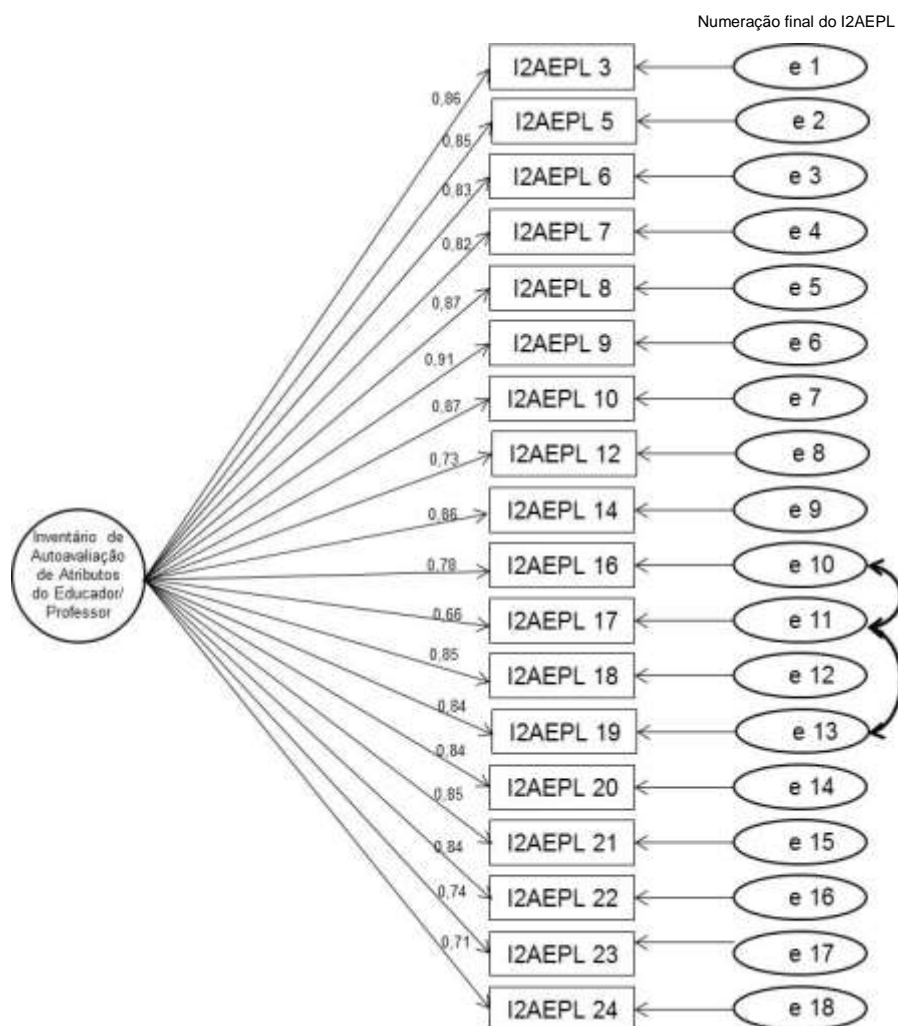 Numeração final do I2AEPL
I2AEPL 3
e 1
0,86
I2AEPL 5
e 2
0,85
I2AEPL 6
e 3
0,83
I2AEPL 7
e 4
0,82
I2AEPL 8
e 5
0,87
I2AEPL 9
e 6
0,91
I2AEPL 10
e 7
0,87
I2AEPL 12
e 8
0,73
I2AEPL 14
e 9
0,86
I2AEPL 16
e 10
0,78
I2AEPL 17
e 11
0,66
I2AEPL 18
e 12
0,85
I2AEPL 19
e 13
0,84
I2AEPL 20
e 14
0,84
I2AEPL 21
e 15
0,85
I2AEPL 22
e 16
0,84
I2AEPL 23
e 17
0,74
I2AEPL 24
e 18
0,71
Inventário de
Autoavaliação
de Atributos
do Educador/
Professor